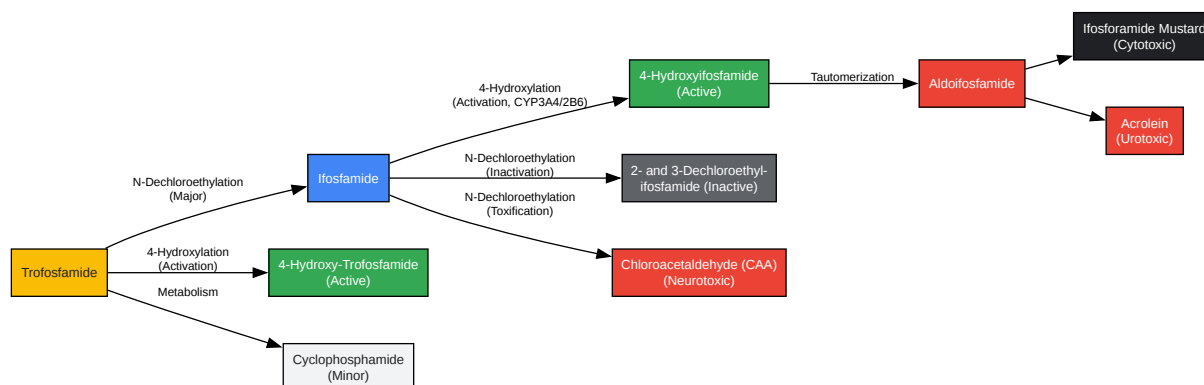 Ifosforamide Mustard
(Cytotoxic)
4-Hydroxylation
(Activation, CYP3A4/2B6)
4-Hydroxyifosfamide
(Active)
Tautomerization
Aldoifosfamide
Acrolein
(Urotoxic)
N-Dechloroethylation
(Major)
Ifosfamide
N-Dechloroethylation
(Inactivation)
2- and 3-Dechloroethyl-
ifosfamide (Inactive)
N-Dechloroethylation
(Toxification)
Trofosfamide
4-Hydroxylation
(Activation)
4-Hydroxy-Trofosfamide
(Active)
Chloroacetaldehyde (CAA)
(Neurotoxic)
Metabolism
Cyclophosphamide
(Minor)